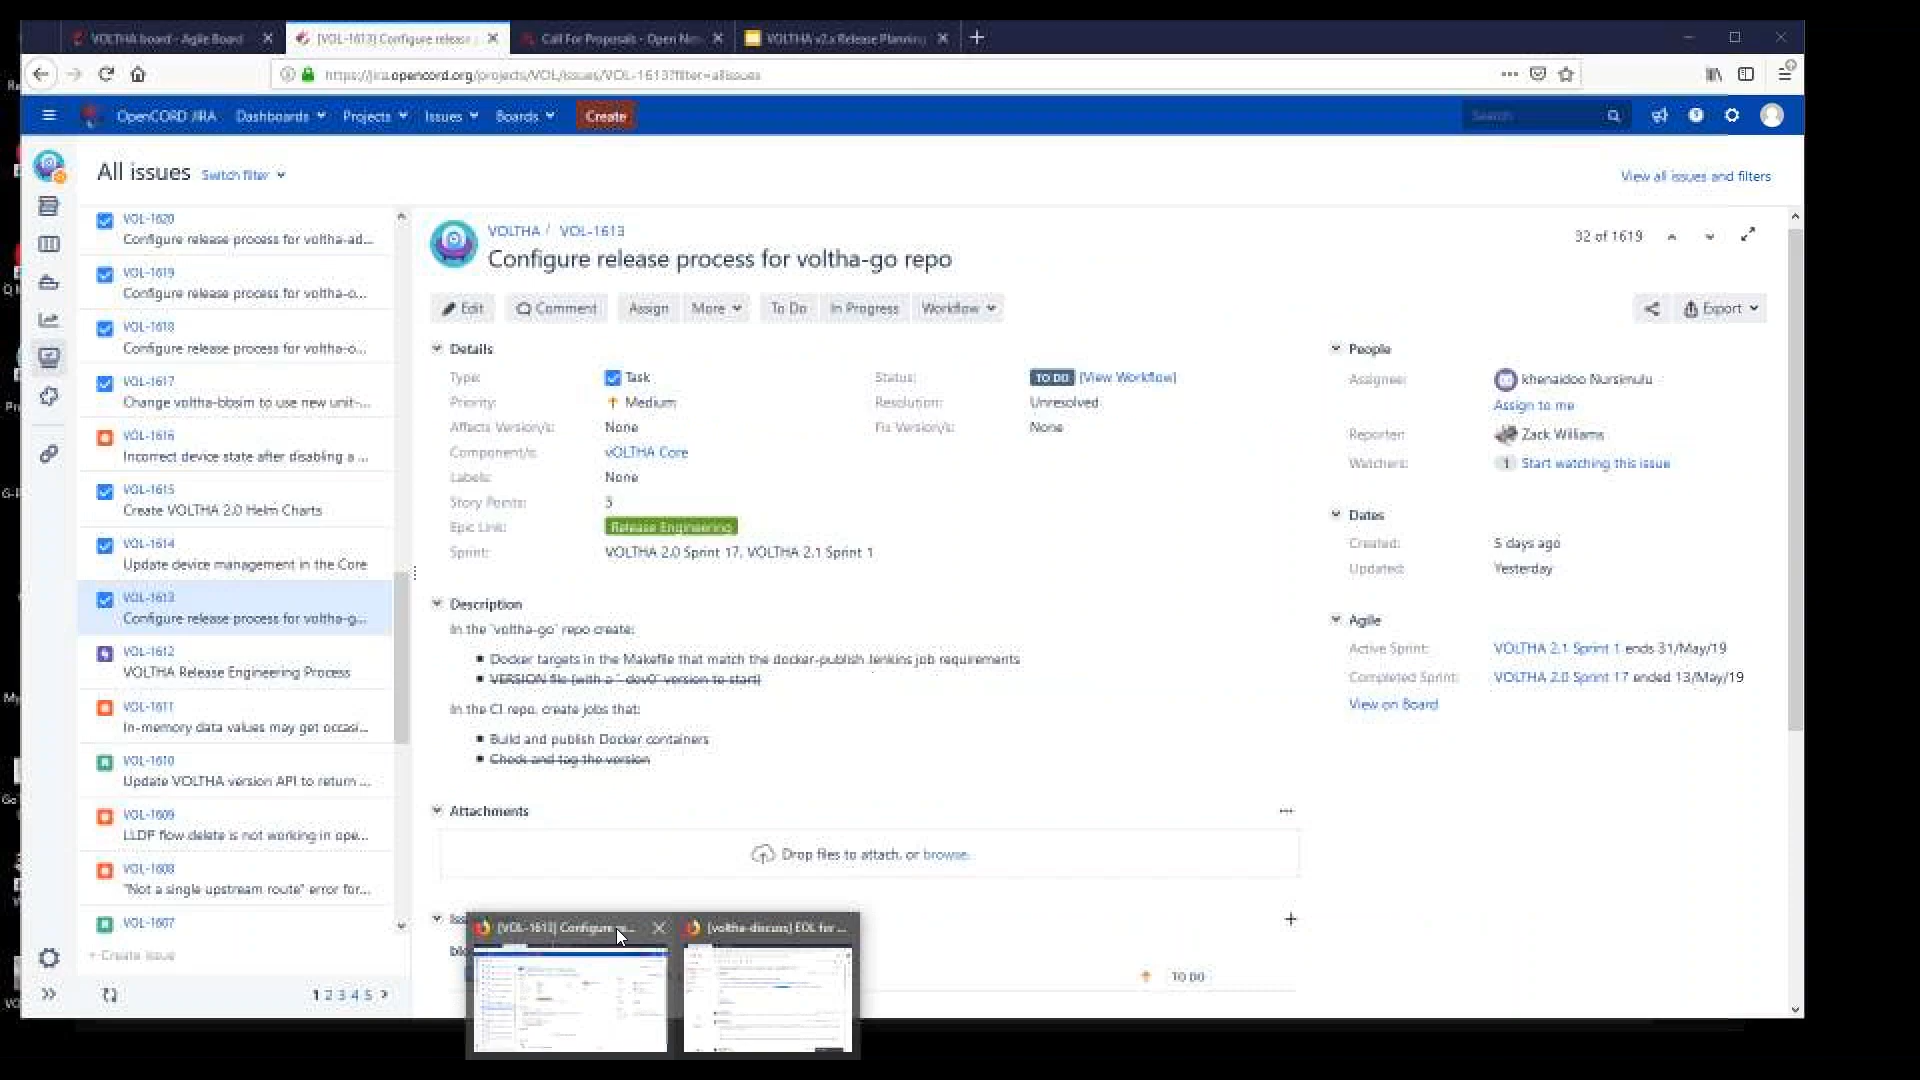 VOLTHA board - Agile Board
[VOL-1613] Configure release
Call For Proposals - Open Ne
VOLTHA v2.x Release Planning
https://jira.opencord.org/projects/VOL/issues/VOL-1613?filter=allissues
OpenCORD JIRA Dashboards Projects Issues Boards Create Search
All issues Switch filter
View all issues and filters
VOL-1620
Configure release process for voltha-ad...
VOL-1619
Configure release process for voltha-o...
VOL-1618
Configure release process for voltha-o...
VOL-1617
Change voltha-bbsim to use new unit-...
VOL-1616
Incorrect device state after disabling a ...
VOL-1615
Create VOLTHA 2.0 Helm Charts
VOL-1614
Update device management in the Core
VOL-1613
Configure release process for voltha-g...
VOL-1612
VOLTHA Release Engineering Process
VOL-1611
In-memory data values may get occasi...
VOL-1610
Update VOLTHA version API to return ...
VOL-1609
LLDP flow delete is not working in ope...
VOL-1608
"Not a single upstream route" error for...
VOL-1607
+ Create issue
1 2 3 4 5 >
VOLTHA / VOL-1613
Configure release process for voltha-go repo
32 of 1619
Edit Comment Assign More To Do In Progress Workflow Export
Details
Type: Task
Status: TO DO (View Workflow)
Priority: Medium
Resolution: Unresolved
Affects Version/s: None
Fix Version/s: None
Component/s: vOLTHA Core
Labels: None
Story Points: 3
Epic Link: Release Engineering
Sprint: VOLTHA 2.0 Sprint 17, VOLTHA 2.1 Sprint 1
Description
In the `voltha-go` repo create:
Docker targets in the Makefile that match the docker-publish Jenkins job requirements
VERSION file (with a `-dev0` version to start)
In the CI repo, create jobs that:
Build and publish Docker containers
Check and tag the version
Attachments
Drop files to attach, or browse.
TO DO
People
Assignee: khenaidoo Nursimulu
Assign to me
Reporter: Zack Williams
Watchers: 1 Start watching this issue
Dates
Created: 5 days ago
Updated: Yesterday
Agile
Active Sprint: VOLTHA 2.1 Sprint 1 ends 31/May/19
Completed Sprint: VOLTHA 2.0 Sprint 17 ended 13/May/19
View on Board
[VOL-1613] Configure re...
[voltha-discuss] EOL for ...